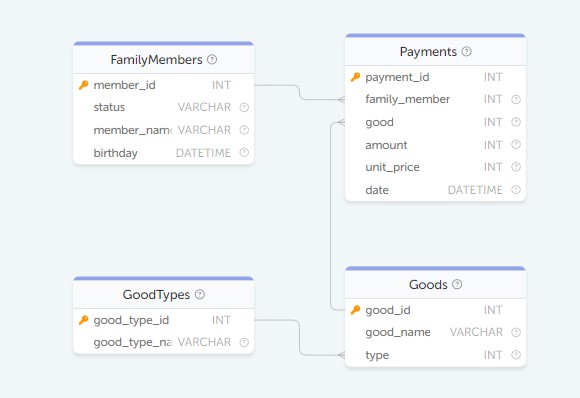 FamilyMembers
member_id INT
status VARCHAR
member_name VARCHAR
birthday DATETIME
Payments
payment_id INT
family_member INT
good INT
amount INT
unit_price INT
date DATETIME
GoodTypes
good_type_id INT
good_type_na VARCHAR
Goods
good_id INT
good_name VARCHAR
type INT